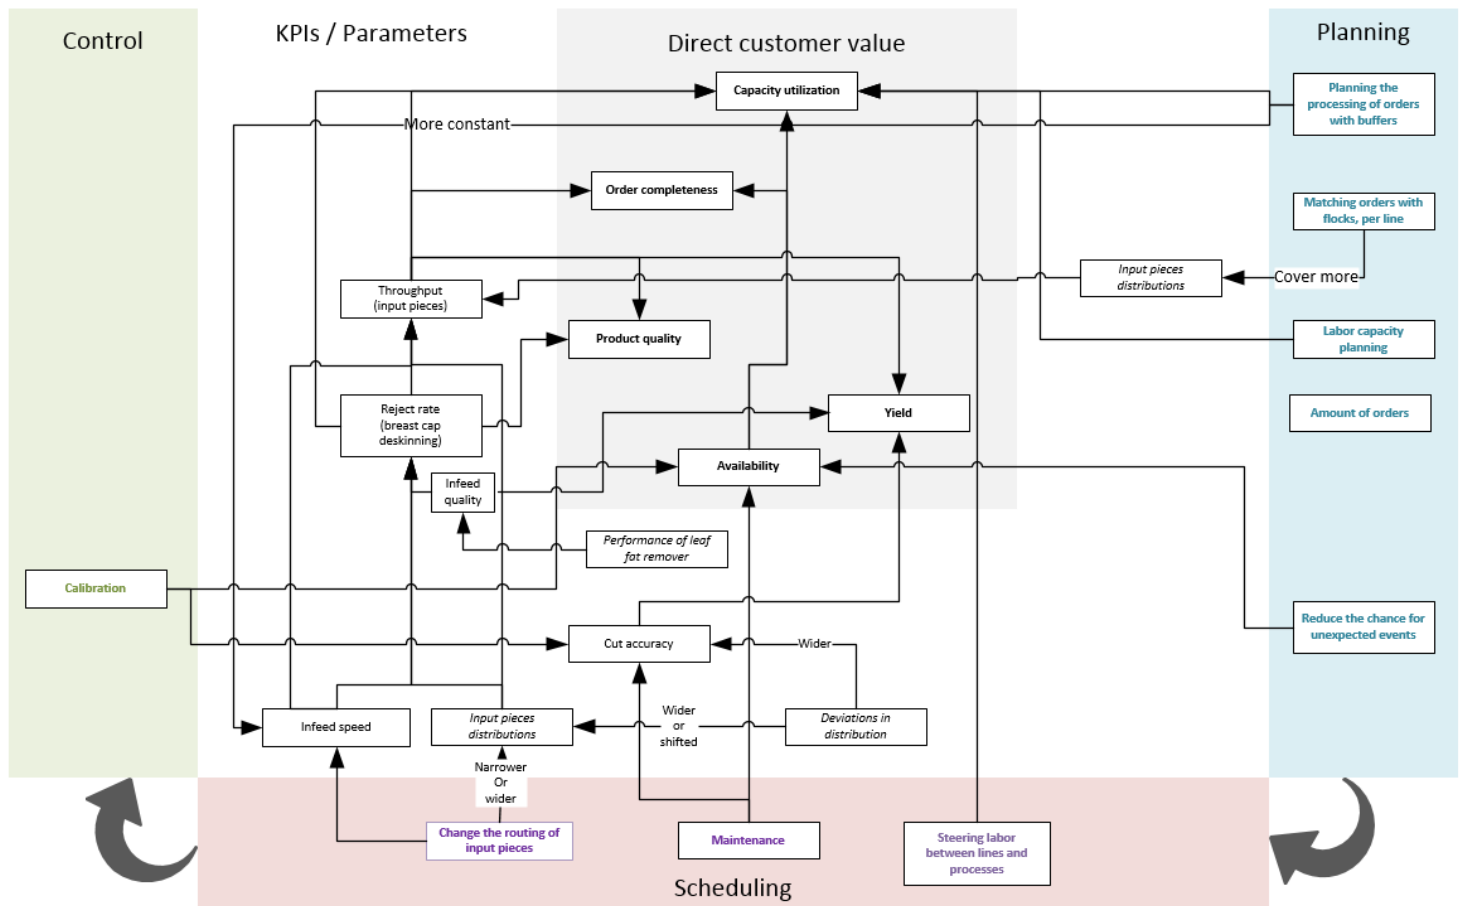 Control
KPIs / Parameters
Direct customer value
Planning
Capacity utilization
Planning the
processing of orders
with buffers
More constant
Order completeness
Matching orders with
flocks, per line
Input pieces
distributions
Cover more
Throughput
(input pieces)
Product quality
Labor capacity
planning
Reject rate
(breast cap
deskinning)
Yield
Amount of orders
Availability
Infeed
quality
Performance of leaf
fat remover
Calibration
Reduce the chance for
unexpected events
Cut accuracy
Wider
Infeed speed
Input pieces
distributions
Wider
or
shifted
Deviations in
distribution
Narrower
Or
wider
Change the routing of
input pieces
Maintenance
Steering labor
between lines and
processes
Scheduling